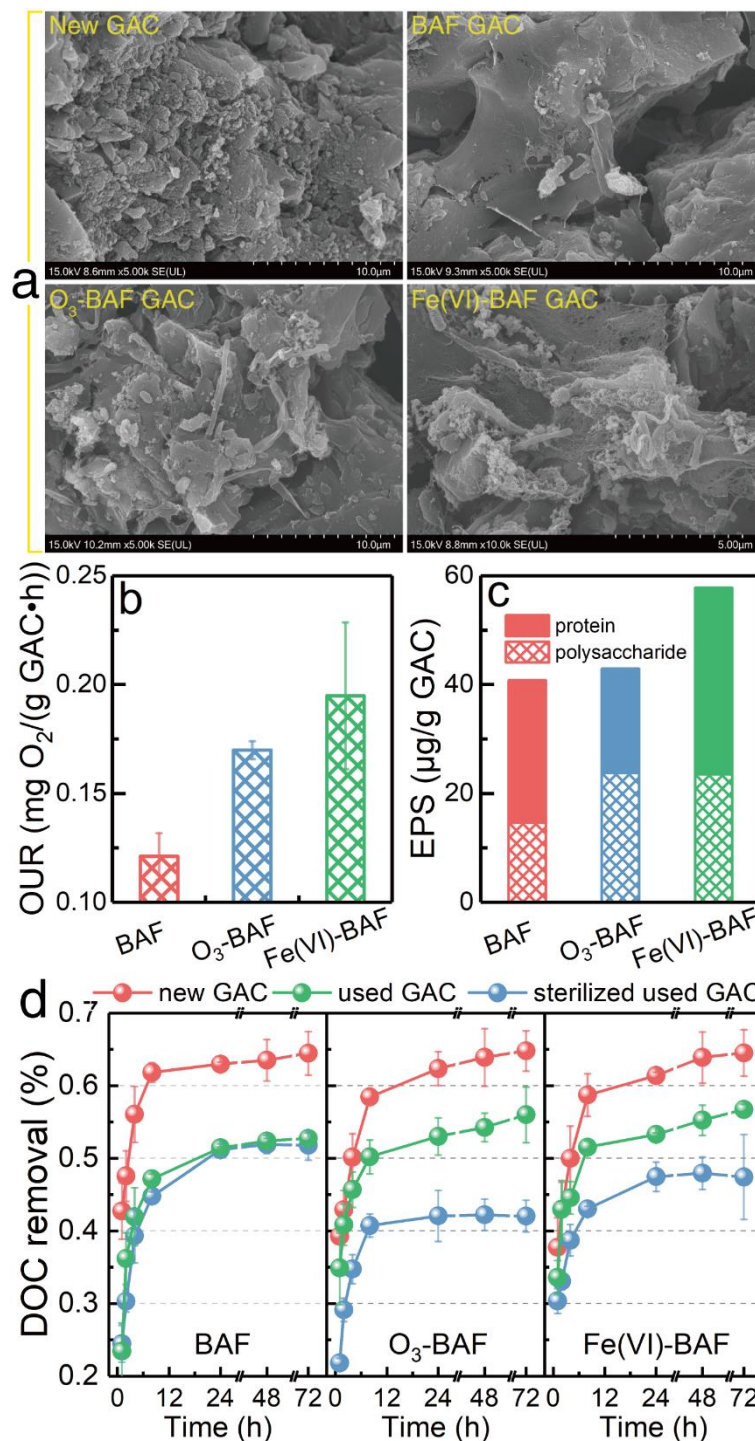 a
New GAC
15.0kV 8.6mm x5.00k SE(UL) 10.0μm
BAF GAC
15.0kV 9.3mm x5.00k SE(UL) 10.0μm
O₃-BAF GAC
15.0kV 10.2mm x5.00k SE(UL) 10.0μm
Fe(VI)-BAF GAC
15.0kV 8.8mm x10.0k SE(UL) 5.00μm
b
OUR (mg O₂/(g GAC•h))
0.25
0.20
0.15
0.10
BAF
O₃-BAF
Fe(VI)-BAF
c
EPS (μg/g GAC)
60
40
20
0
protein
polysaccharide
BAF
O₃-BAF
Fe(VI)-BAF
d
new GAC used GAC sterilized used GAC
DOC removal (%)
0.7
0.6
0.5
0.4
0.3
0.2
BAF
O₃-BAF
Fe(VI)-BAF
0 12 24 48 72
0 12 24 48 72
0 12 24 48 72
Time (h)
Time (h)
Time (h)